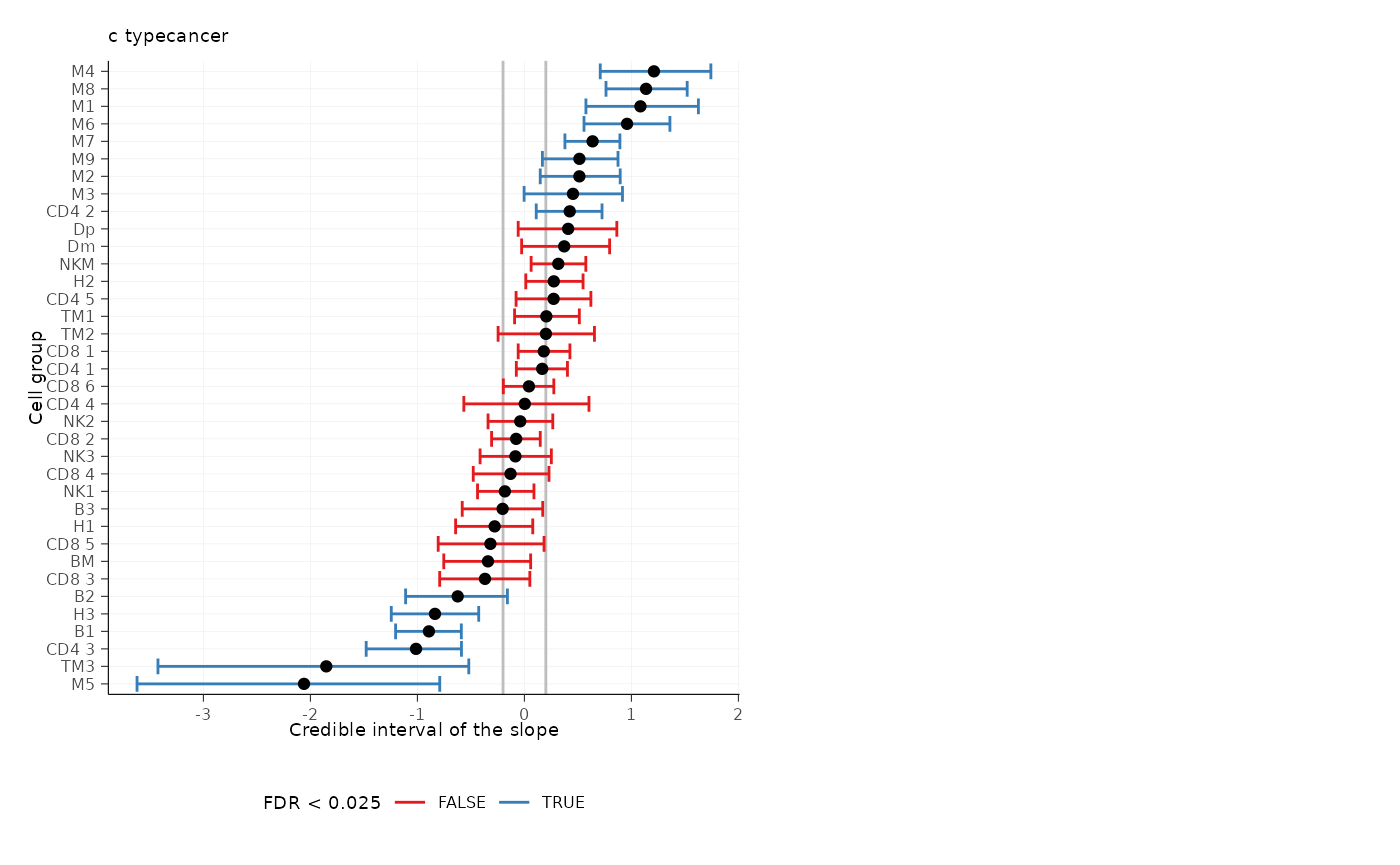 c typecancer
M4
M8
M1
M6
M7
M9
M2
M3
CD4 2
Dp
Dm
NKM
H2
CD4 5
TM1
TM2
CD8 1
CD4 1
CD8 6
CD4 4
NK2
CD8 2
NK3
CD8 4
NK1
B3
H1
CD8 5
BM
CD8 3
B2
H3
B1
CD4 3
TM3
M5
Cell group
-3 -2 -1 0 1 2
Credible interval of the slope
FDR < 0.025 FALSE TRUE